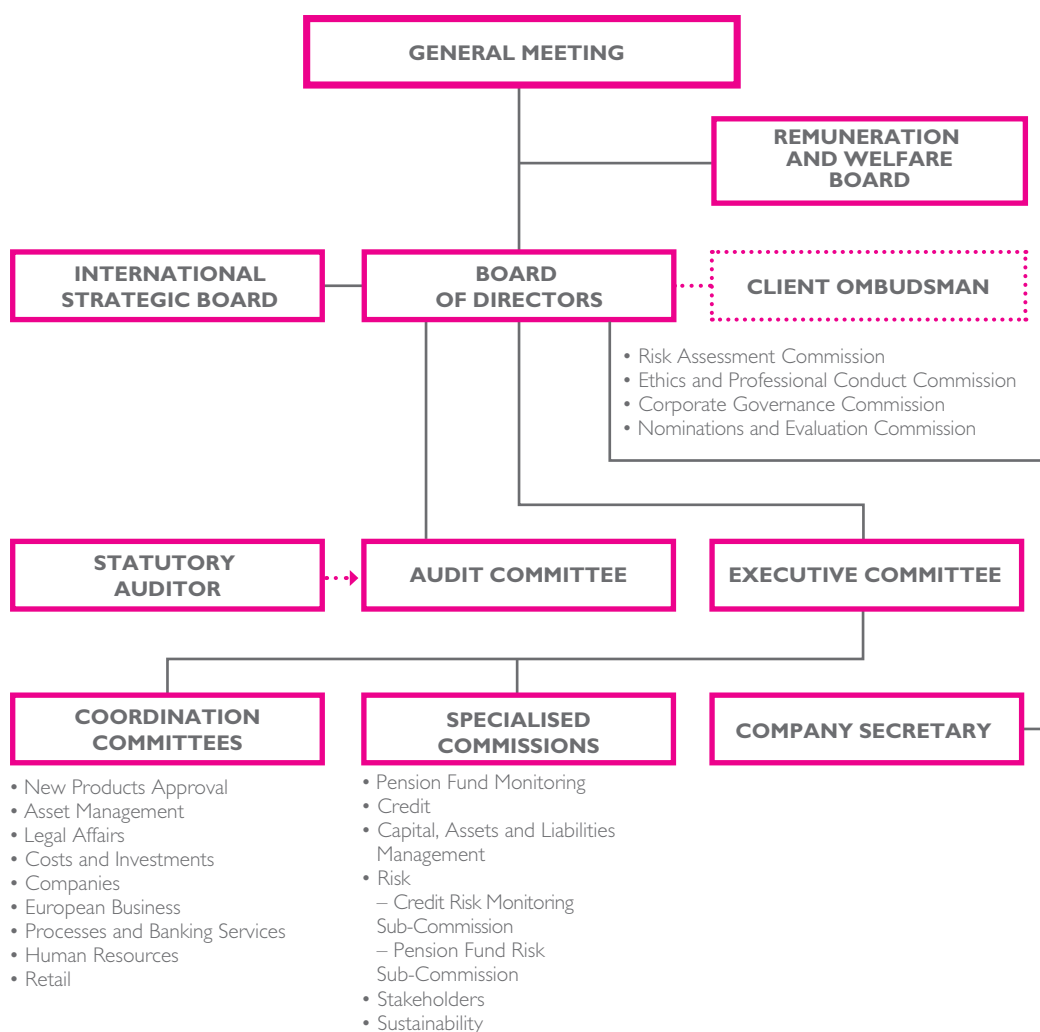 GENERAL MEETING
REMUNERATION
AND WELFARE
BOARD
INTERNATIONAL
STRATEGIC BOARD
BOARD
OF DIRECTORS
CLIENT OMBUDSMAN
• Risk Assessment Commission
• Ethics and Professional Conduct Commission
• Corporate Governance Commission
• Nominations and Evaluation Commission
STATUTORY
AUDITOR
AUDIT COMMITTEE
EXECUTIVE COMMITTEE
COORDINATION
COMMITTEES
SPECIALISED
COMMISSIONS
COMPANY SECRETARY
• New Products Approval
• Asset Management
• Legal Affairs
• Costs and Investments
• Companies
• European Business
• Processes and Banking Services
• Human Resources
• Retail
• Pension Fund Monitoring
• Credit
• Capital, Assets and Liabilities
Management
• Risk
– Credit Risk Monitoring
Sub-Commission
– Pension Fund Risk
Sub-Commission
• Stakeholders
• Sustainability